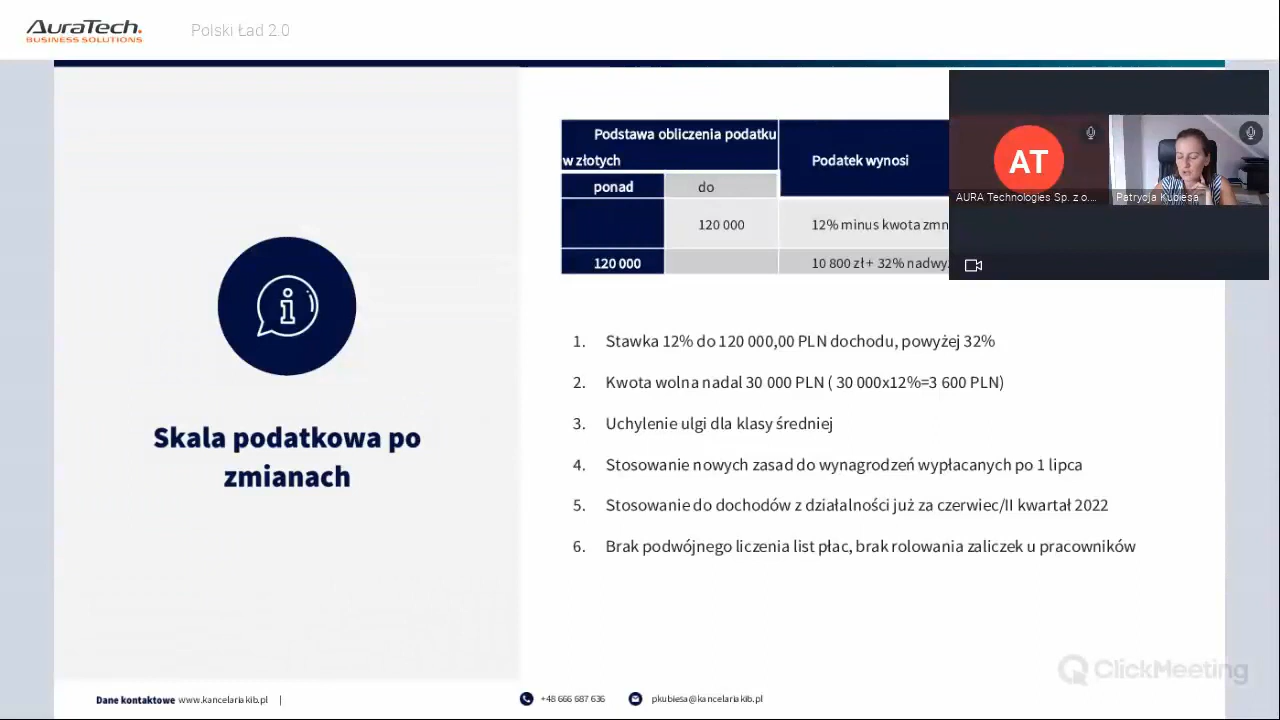 AURATECH.
BUSINESS SOLUTIONS
Polski Ład 2.0
Podstawa obliczenia podatku
w złotych
Podatek wynosi
ponad
do
120 000
12% minus kwota
120 000
10 800 zł + 32%
AT
AURA Technologies Sp. z o....
Patrycja Kubiesa
Skala podatkowa po
zmianach
1. Stawka 12% do 120 000,00 PLN dochodu, powyżej 32%
2. Kwota wolna nadal 30 000 PLN ( 30 000x12%=3 600 PLN)
3. Uchylenie ulgi dla klasy średniej
4. Stosowanie nowych zasad do wynagrodzeń wypłacanych po 1 lipca
5. Stosowanie do dochodów z działalności już za czerwiec/II kwartał 2022
6. Brak podwójnego liczenia list płac, brak rolowania zaliczek u pracowników
ClickMeeting
Dane kontaktowe www.kancelariakib.pl |
+48 666 687 636
pkubiesa@kancelariakib.pl